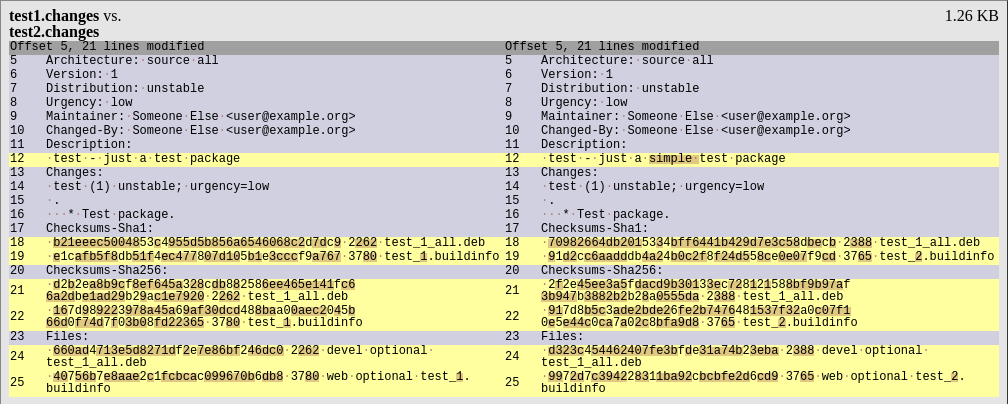 test1.changes vs.
test2.changes
1.26 KB
Offset 5, 21 lines modified
5 Architecture: source all
6 Version: 1
7 Distribution: unstable
8 Urgency: low
9 Maintainer: Someone Else <user@example.org>
10 Changed-By: Someone Else <user@example.org>
11 Description:
12 test - just a test package
13 Changes:
14 test (1) unstable; urgency=low
15 .
16 * Test package.
17 Checksums-Sha1:
18 b21eeec5004853c4955d5b856a6546068c2d7dc9 2262 test_1_all.deb
19 e1cafb5f8db51f4ec477807d105b1e3cccf9a767 3780 test_1.buildinfo
20 Checksums-Sha256:
21 d2b2ea8b9cf8efef645a328cdb882586ee465e141fc6
6a2dbe1ad29b29ac1e7920 2262 test_1_all.deb
22 167d989223978a45a69af30dcd488baa00aec2045b
66d0f74d7f03b08fd22365 3780 test_1.buildinfo
23 Files:
24 660ad4713e5d8271df2e7e86bf246dc0 2262 devel optional
test_1_all.deb
25 40756b7e8aae2c1fcbcac099670b6db8 3780 web optional test_1.
buildinfo
Offset 5, 21 lines modified
5 Architecture: source all
6 Version: 1
7 Distribution: unstable
8 Urgency: low
9 Maintainer: Someone Else <user@example.org>
10 Changed-By: Someone Else <user@example.org>
11 Description:
12 test - just a simple test package
13 Changes:
14 test (1) unstable; urgency=low
15 .
16 * Test package.
17 Checksums-Sha1:
18 70982664db2015334bff6441b429d7e3c58dbecb 2388 test_1_all.deb
19 91d2cc6aadddb4a24b0c2f8f24d558ce0e07f9cd 3765 test_2.buildinfo
20 Checksums-Sha256:
21 2f2e45ee3a5fdacd9b30133ec728121588bf9b97af
3b947b3882b2b28a0555da 2388 test_1_all.deb
22 917d8b5c3ade2bde26fe2b7476481537f32a0c07f1
0e5e44c0ca7a02c8bfa9d8 3765 test_2.buildinfo
23 Files:
24 d323c454462407fe3bfde31a74b23eba 2388 devel optional
test_1_all.deb
25 9972d7c3942283​11ba92cbcbfe2d6cd9 3765 web optional test_2.
buildinfo